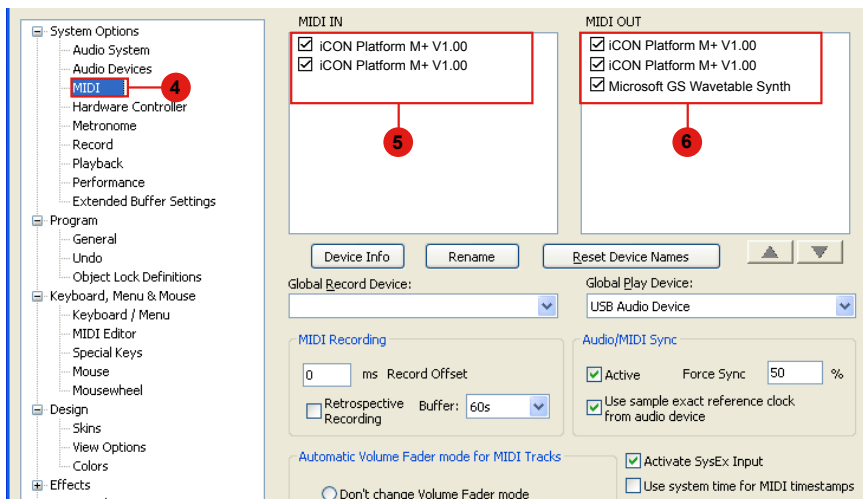 System Options
Audio System
Audio Devices
MIDI
4
Hardware Controller
Metronome
Record
Playback
Performance
Extended Buffer Settings
Program
General
Undo
Object Lock Definitions
Keyboard, Menu & Mouse
Keyboard / Menu
MIDI Editor
Special Keys
Mouse
Mousewheel
Design
Skins
View Options
Colors
Effects
MIDI IN
iCON Platform M+ V1.00
iCON Platform M+ V1.00
5
MIDI OUT
iCON Platform M+ V1.00
iCON Platform M+ V1.00
Microsoft GS Wavetable Synth
6
Device Info
Rename
Reset Device Names
Global Record Device:
Global Play Device:
USB Audio Device
MIDI Recording
0 ms Record Offset
Retrospective Recording
Buffer: 60s
Audio/MIDI Sync
Active Force Sync 50 %
Use sample exact reference clock
from audio device
Automatic Volume Fader mode for MIDI Tracks
Don't change Volume Fader mode
Activate SysEx Input
Use system time for MIDI timestamps